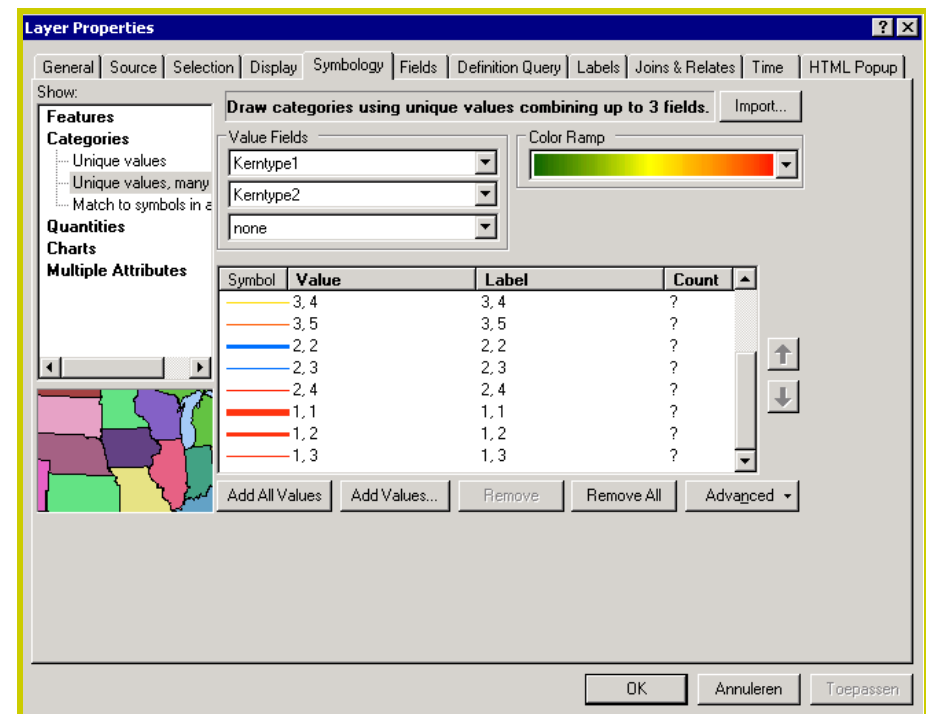 Layer Properties
General Source Selection Display Symbology Fields Definition Query Labels Joins & Relates Time HTML Popup
Show:
Features
Categories
Unique values
Unique values, many
Match to symbols in a
Quantities
Charts
Multiple Attributes
Draw categories using unique values combining up to 3 fields.
Import...
Value Fields
Kerntype1
Kerntype2
none
Color Ramp
Symbol Value Label Count
3, 4 3, 4 ?
3, 5 3, 5 ?
2, 2 2, 2 ?
2, 3 2, 3 ?
2, 4 2, 4 ?
1, 1 1, 1 ?
1, 2 1, 2 ?
1, 3 1, 3 ?
Add All Values Add Values... Remove Remove All Advanced
OK Annuleren Toepassen